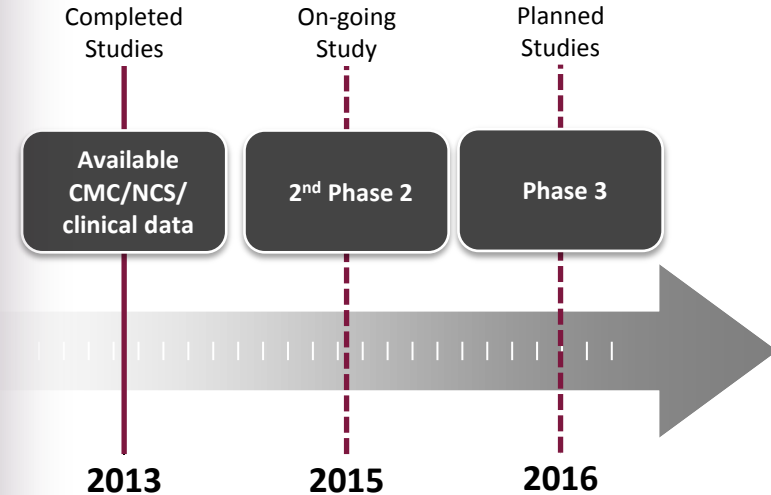 Completed
Studies
On-going
Study
Planned
Studies
Available
CMC/NCS/
clinical data
2nd Phase 2
Phase 3
2013
2015
2016